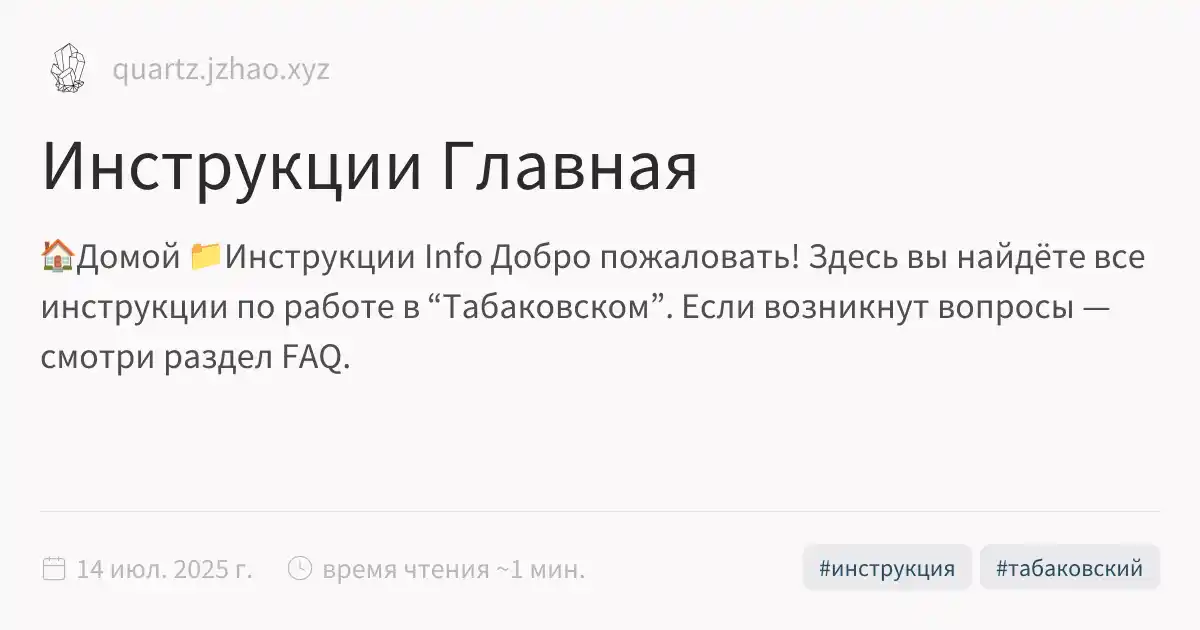 quartz.jzhao.xyz
Инструкции Главная
🏠Домой 📁Инструкции Info Добро пожаловать! Здесь вы найдёте все
инструкции по работе в “Табаковском”. Если возникнут вопросы —
смотри раздел FAQ.
14 июл. 2025 г. время чтения ~1 мин. #инструкция #табаковский